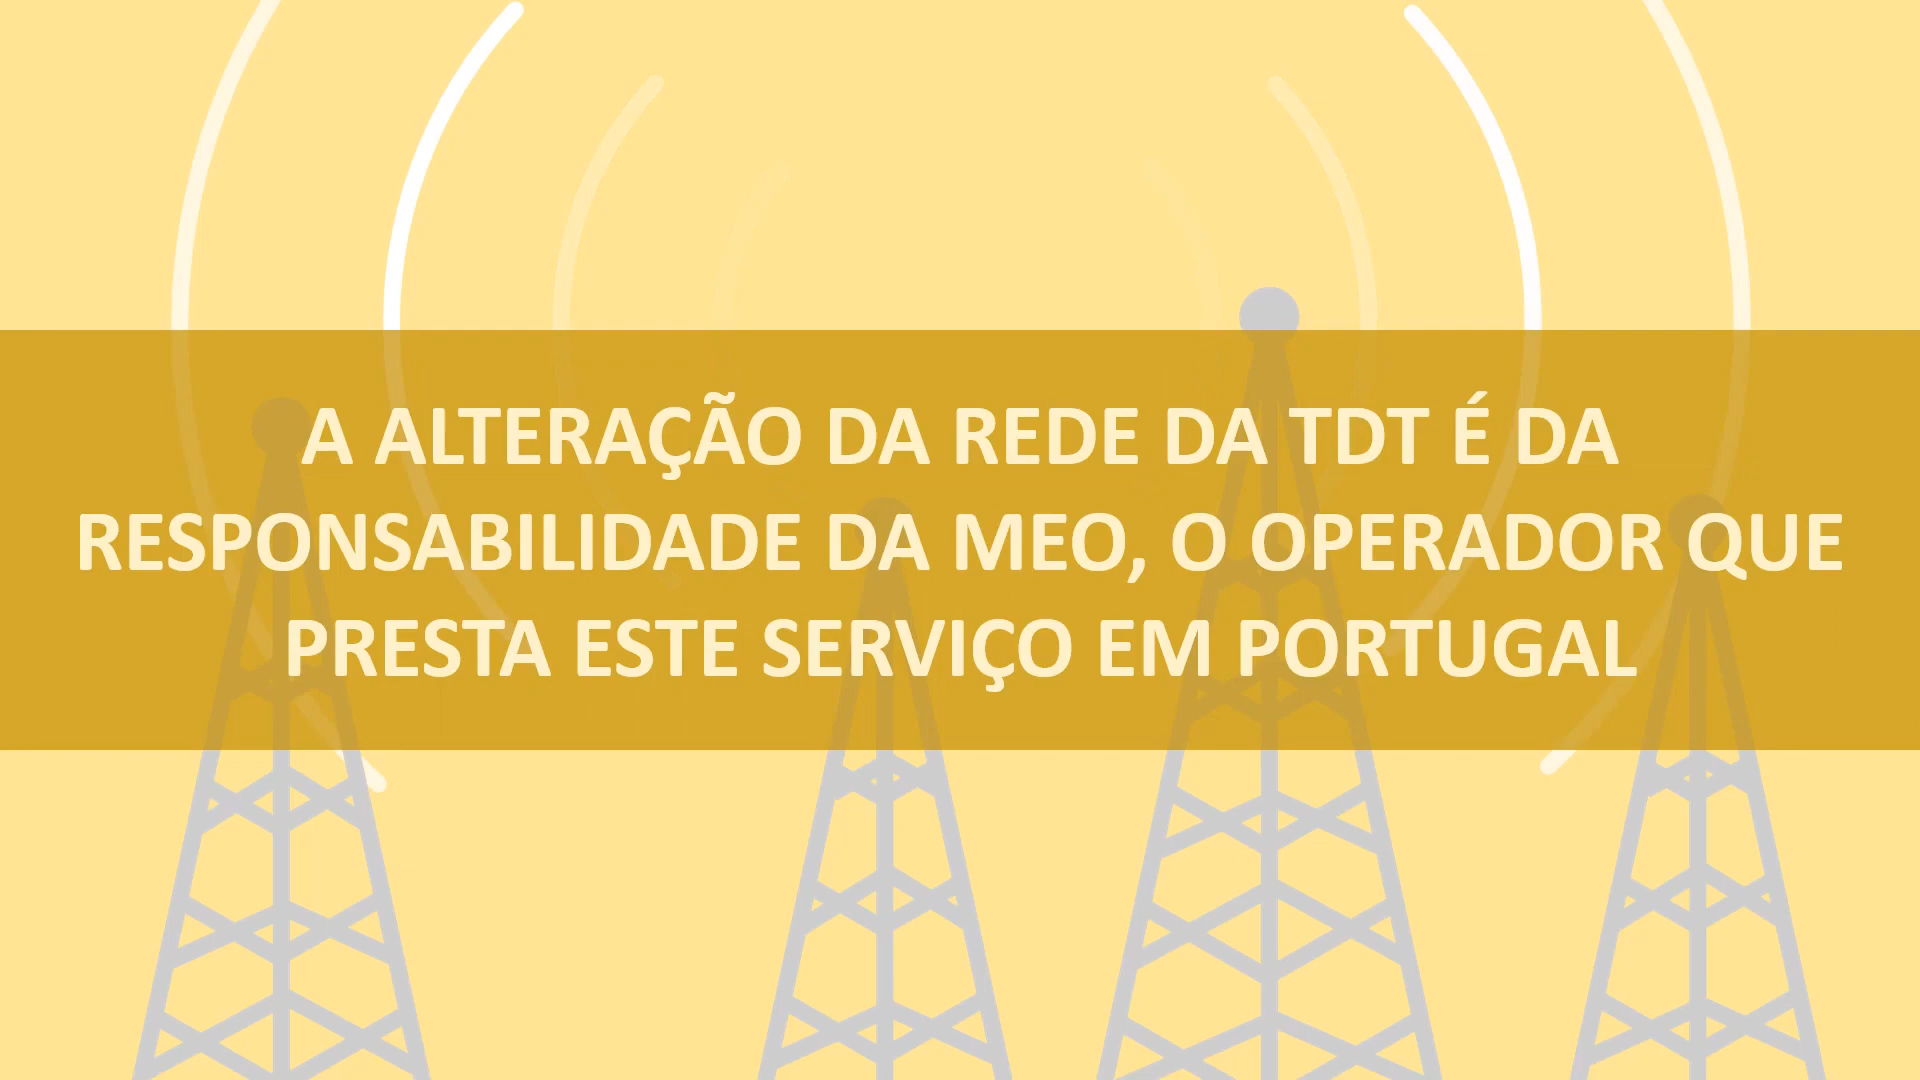 A ALTERAÇÃO DA REDE DA TDT É DA
RESPONSABILIDADE DA MEO, O OPERADOR QUE
PRESTA ESTE SERVIÇO EM PORTUGAL